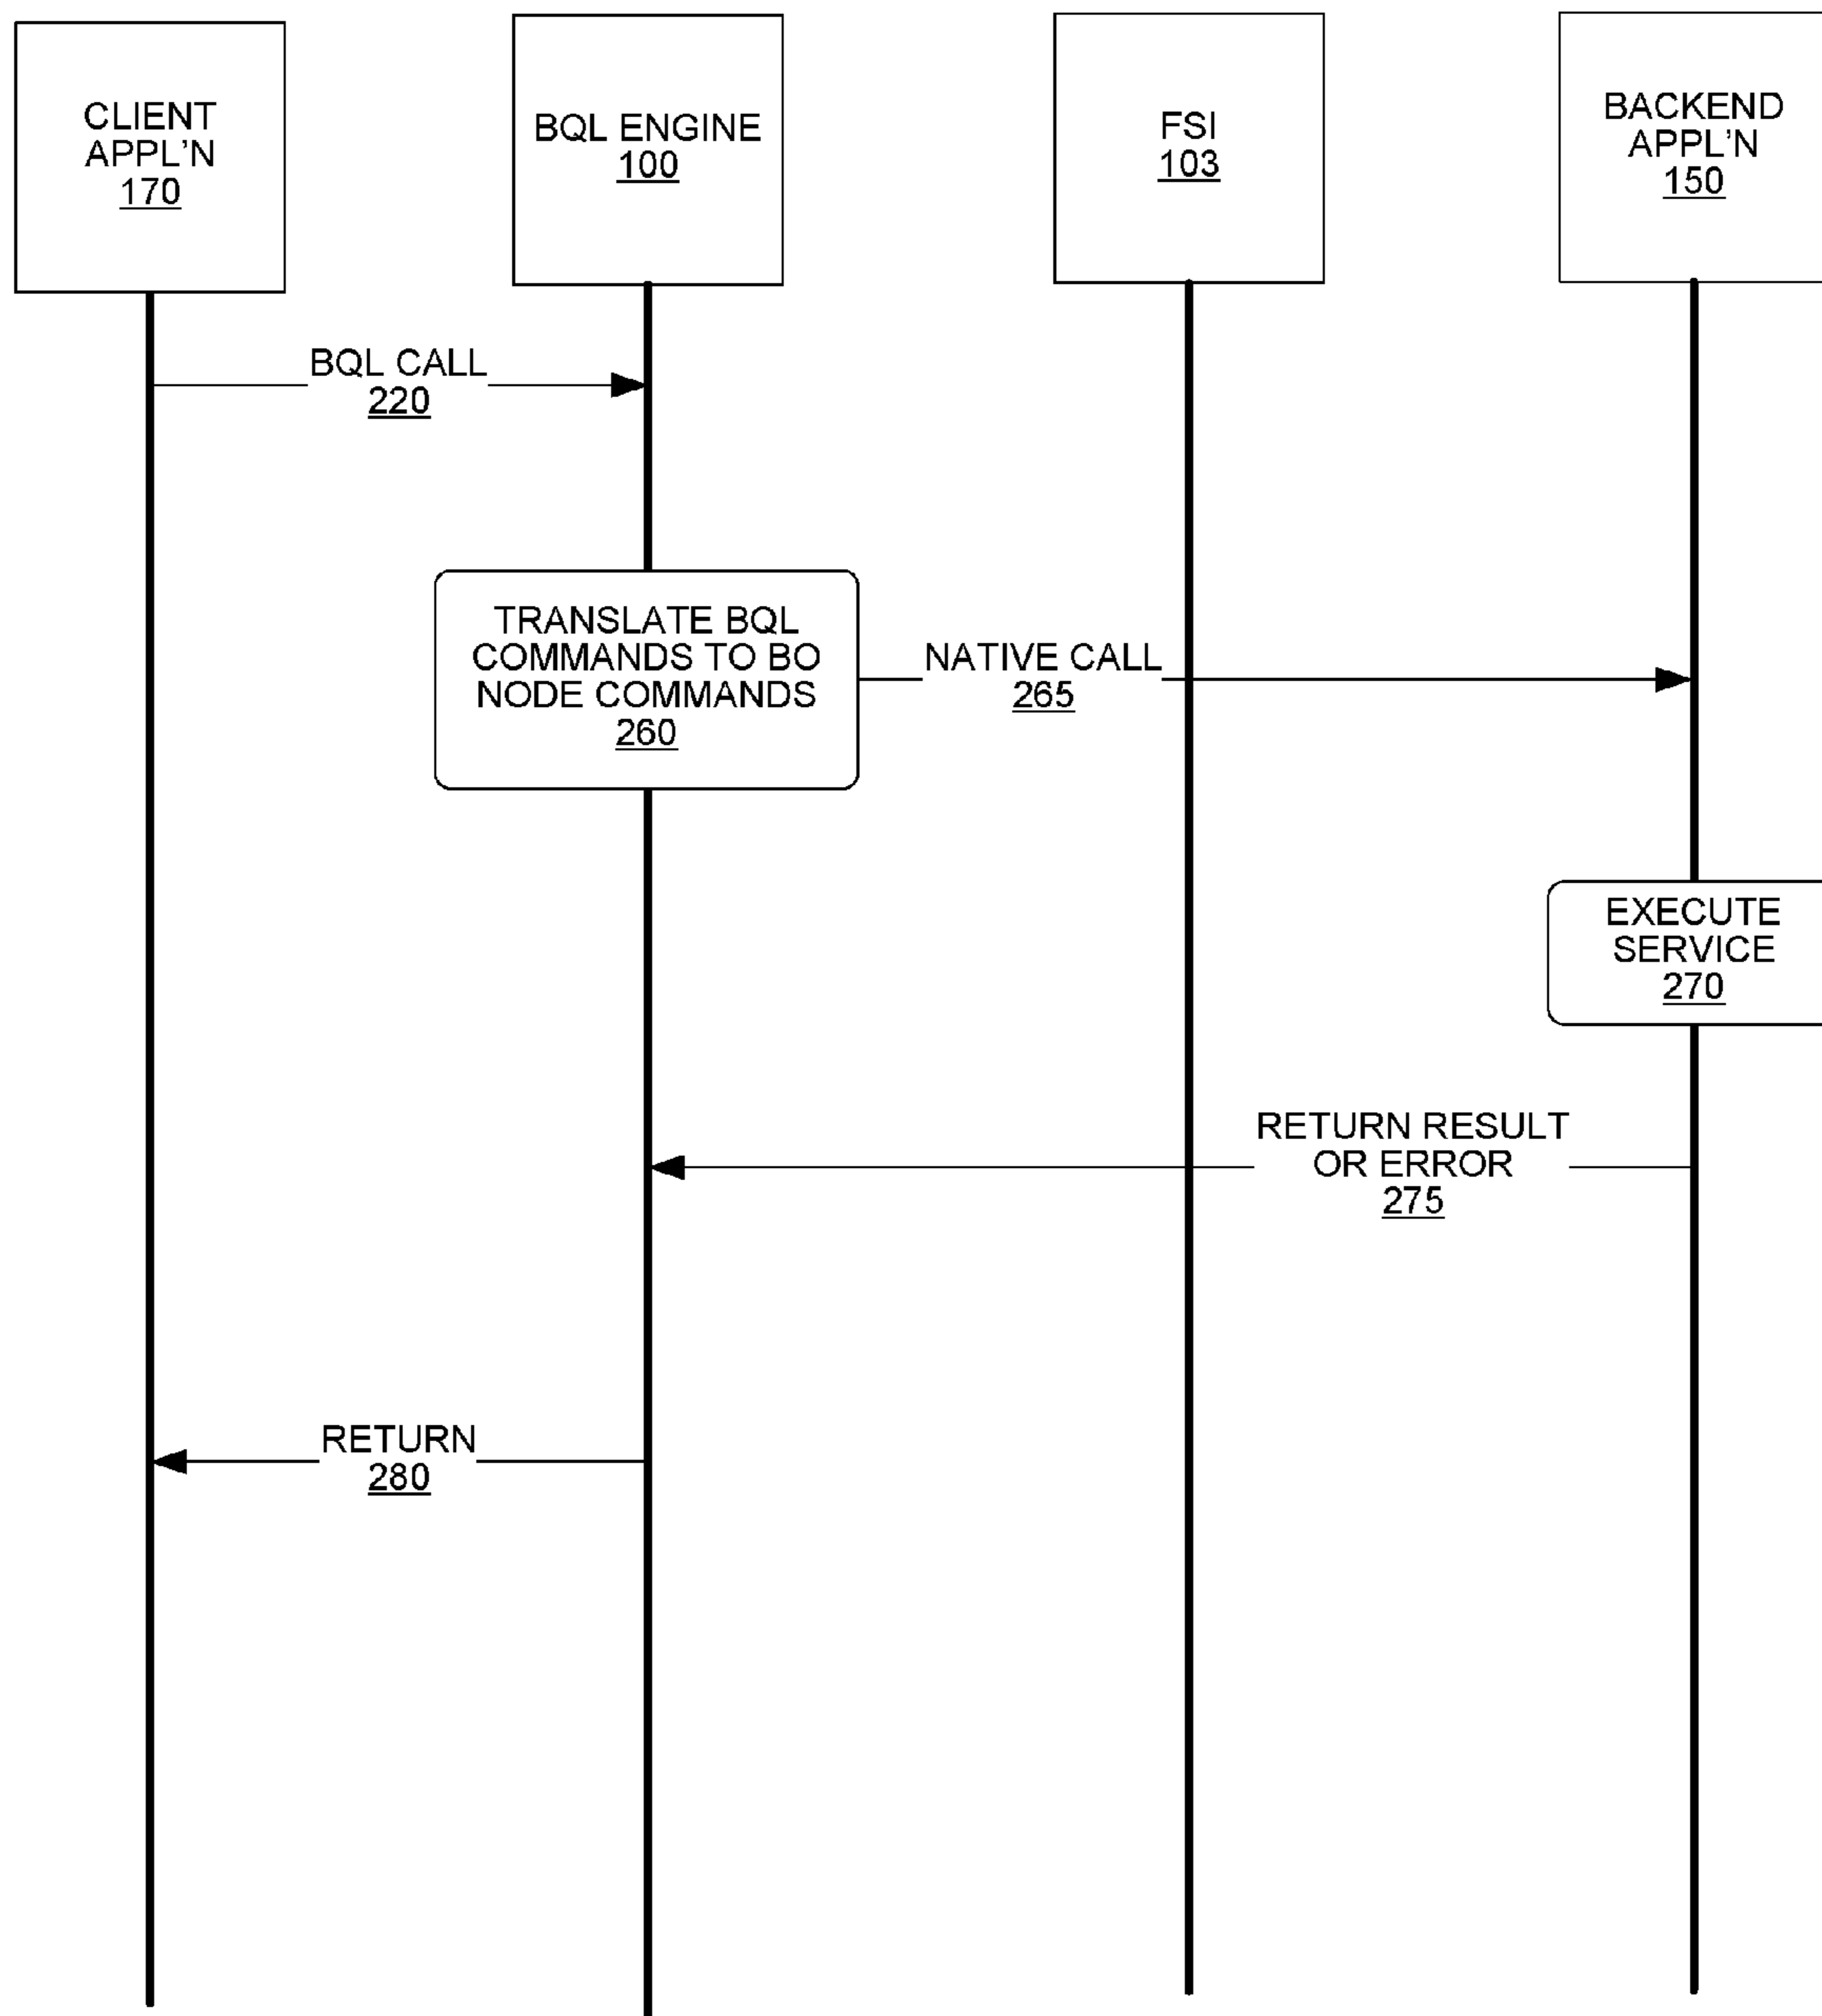 CLIENT
APPL'N
170
BQL ENGINE
100
FSI
103
BACKEND
APPL'N
150
BQL CALL
220
TRANSLATE BQL
COMMANDS TO BO
NODE COMMANDS
260
NATIVE CALL
265
EXECUTE
SERVICE
270
RETURN RESULT
OR ERROR
275
RETURN
280